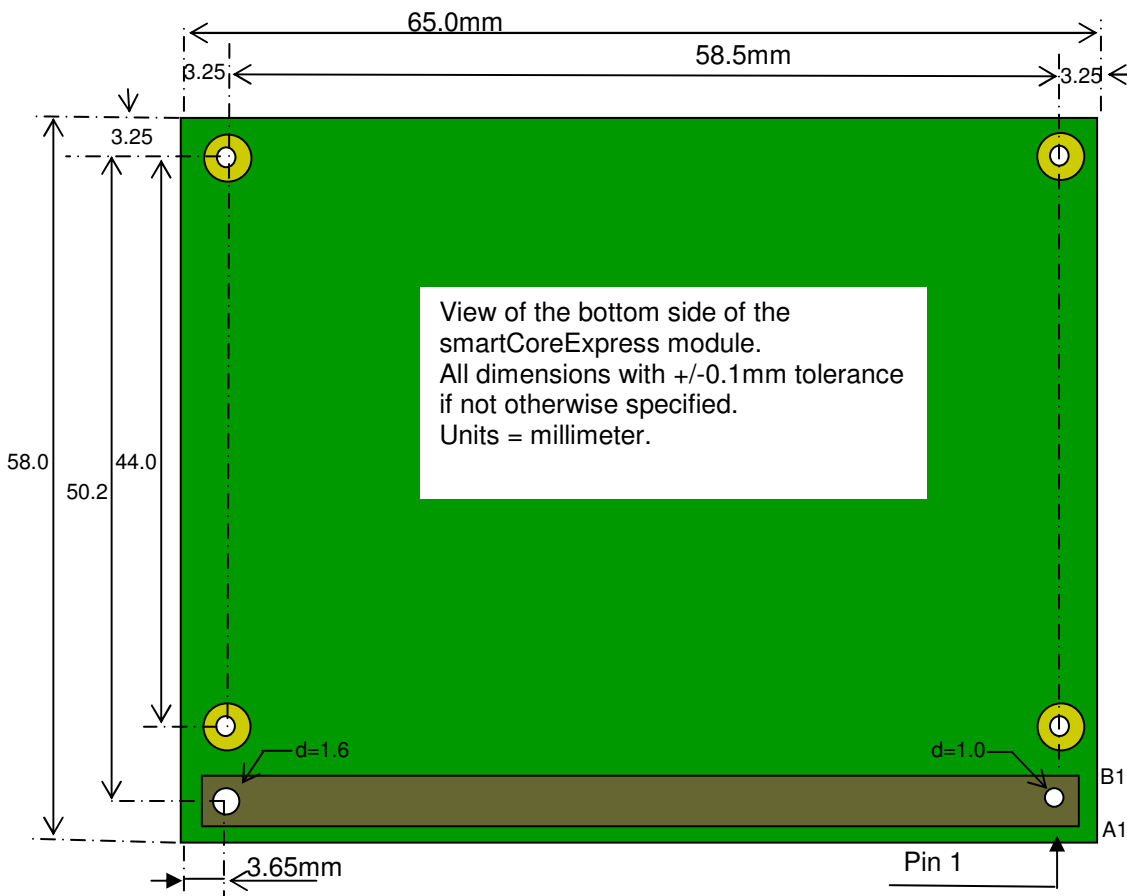 65.0mm
58.5mm
3.25
3.25
3.25
View of the bottom side of the
smartCoreExpress module.
All dimensions with +/-0.1mm tolerance
if not otherwise specified.
Units = millimeter.
58.0
44.0
50.2
d=1.6
d=1.0
B1
A1
3.65mm
Pin 1